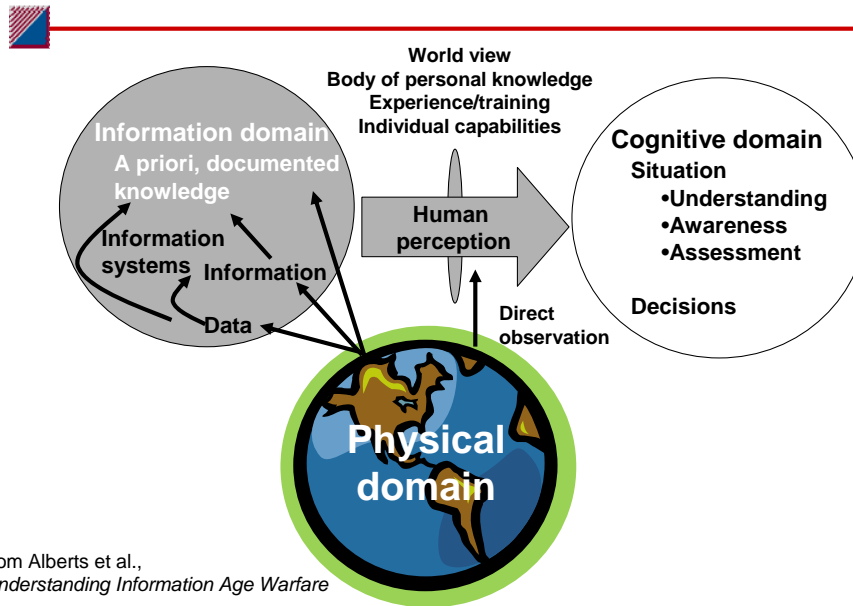 World view
Body of personal knowledge
Experience/training
Individual capabilities
Information domain
A priori, documented
knowledge
Information
systems
Information
Data
Human
perception
Direct
observation
Cognitive domain
Situation
•Understanding
•Awareness
•Assessment
Decisions
Physical
domain
om Alberts et al.,
nderstanding Information Age Warfare